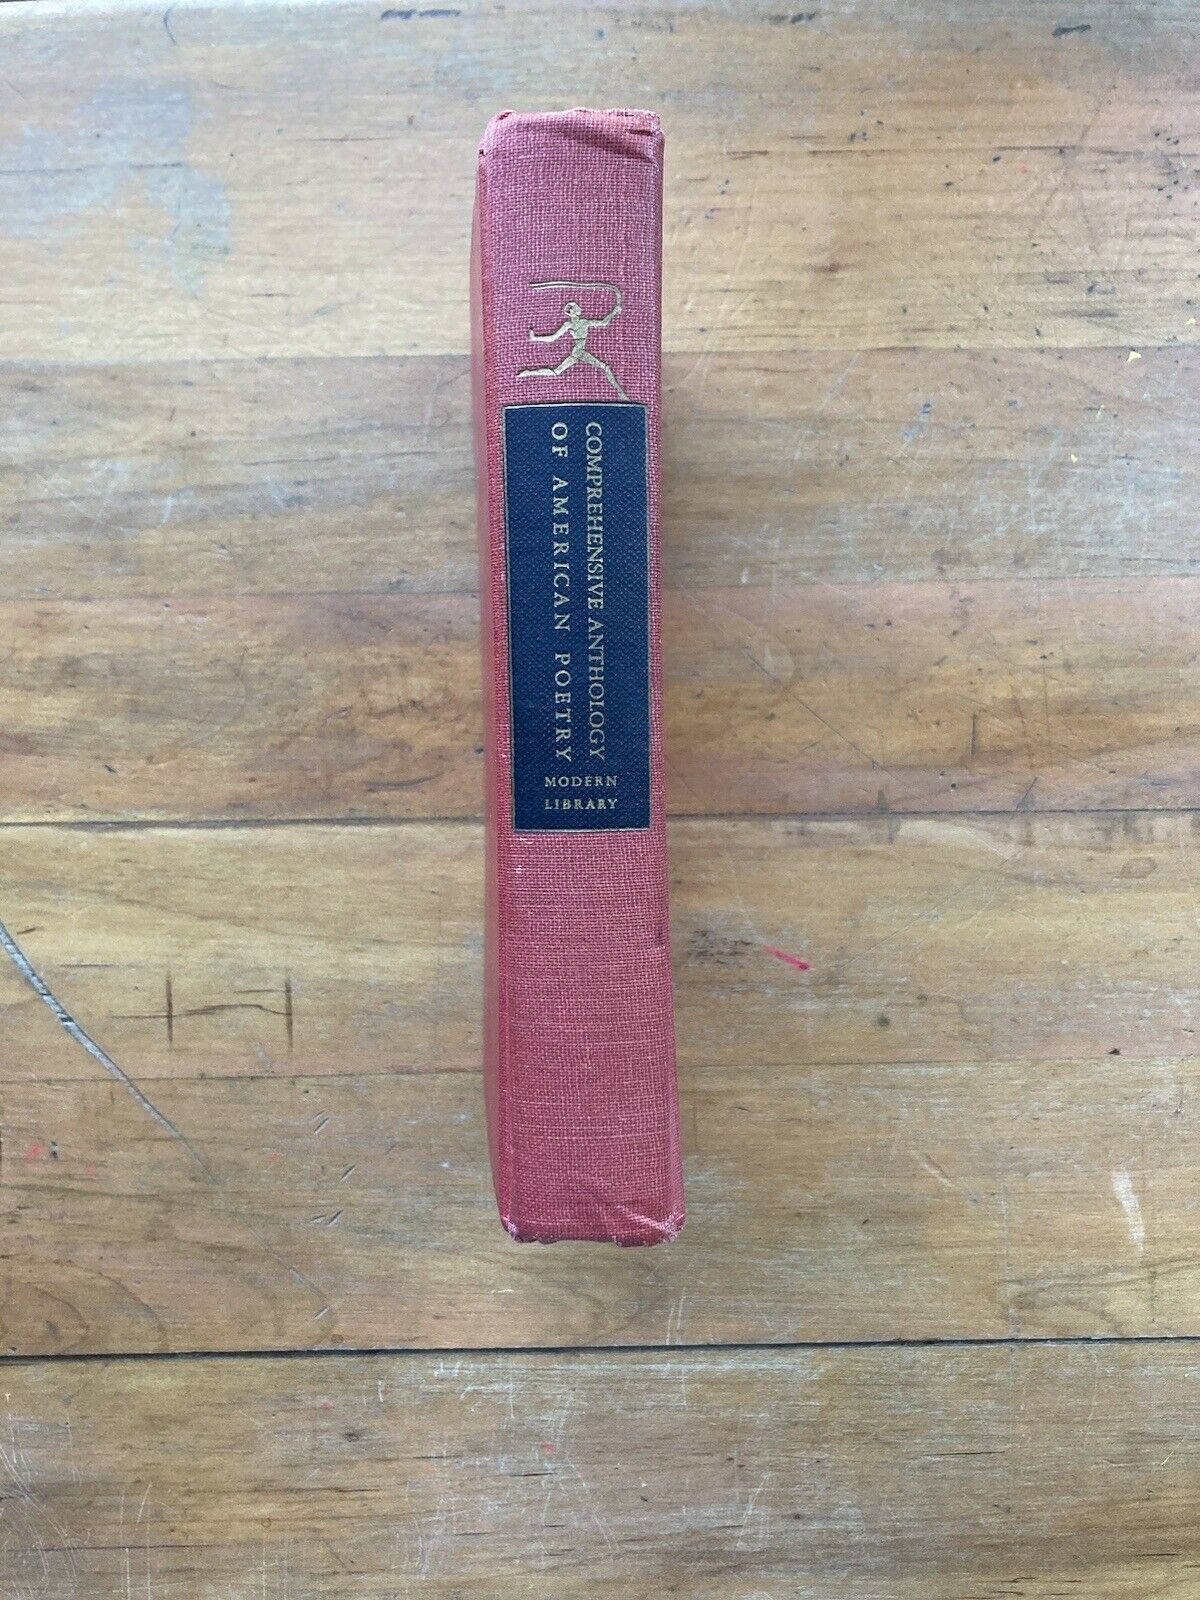 COMPREHENSIVE ANTHOLOGY
OF AMERICAN POETRY
MODERN
LIBRARY